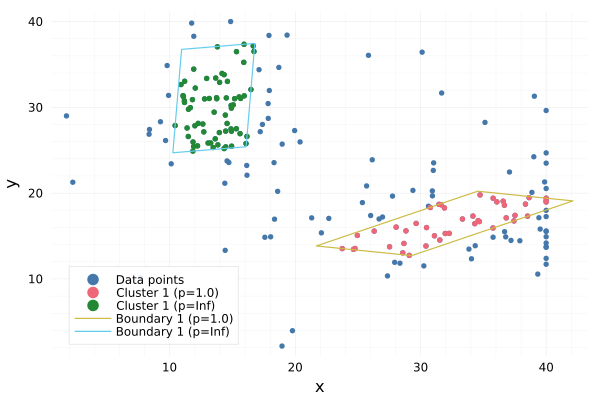 40
30
y
20
10
Data points
Cluster 1 (p=1.0)
Cluster 1 (p=Inf)
Boundary 1 (p=1.0)
Boundary 1 (p=Inf)
10 20 30 40
x